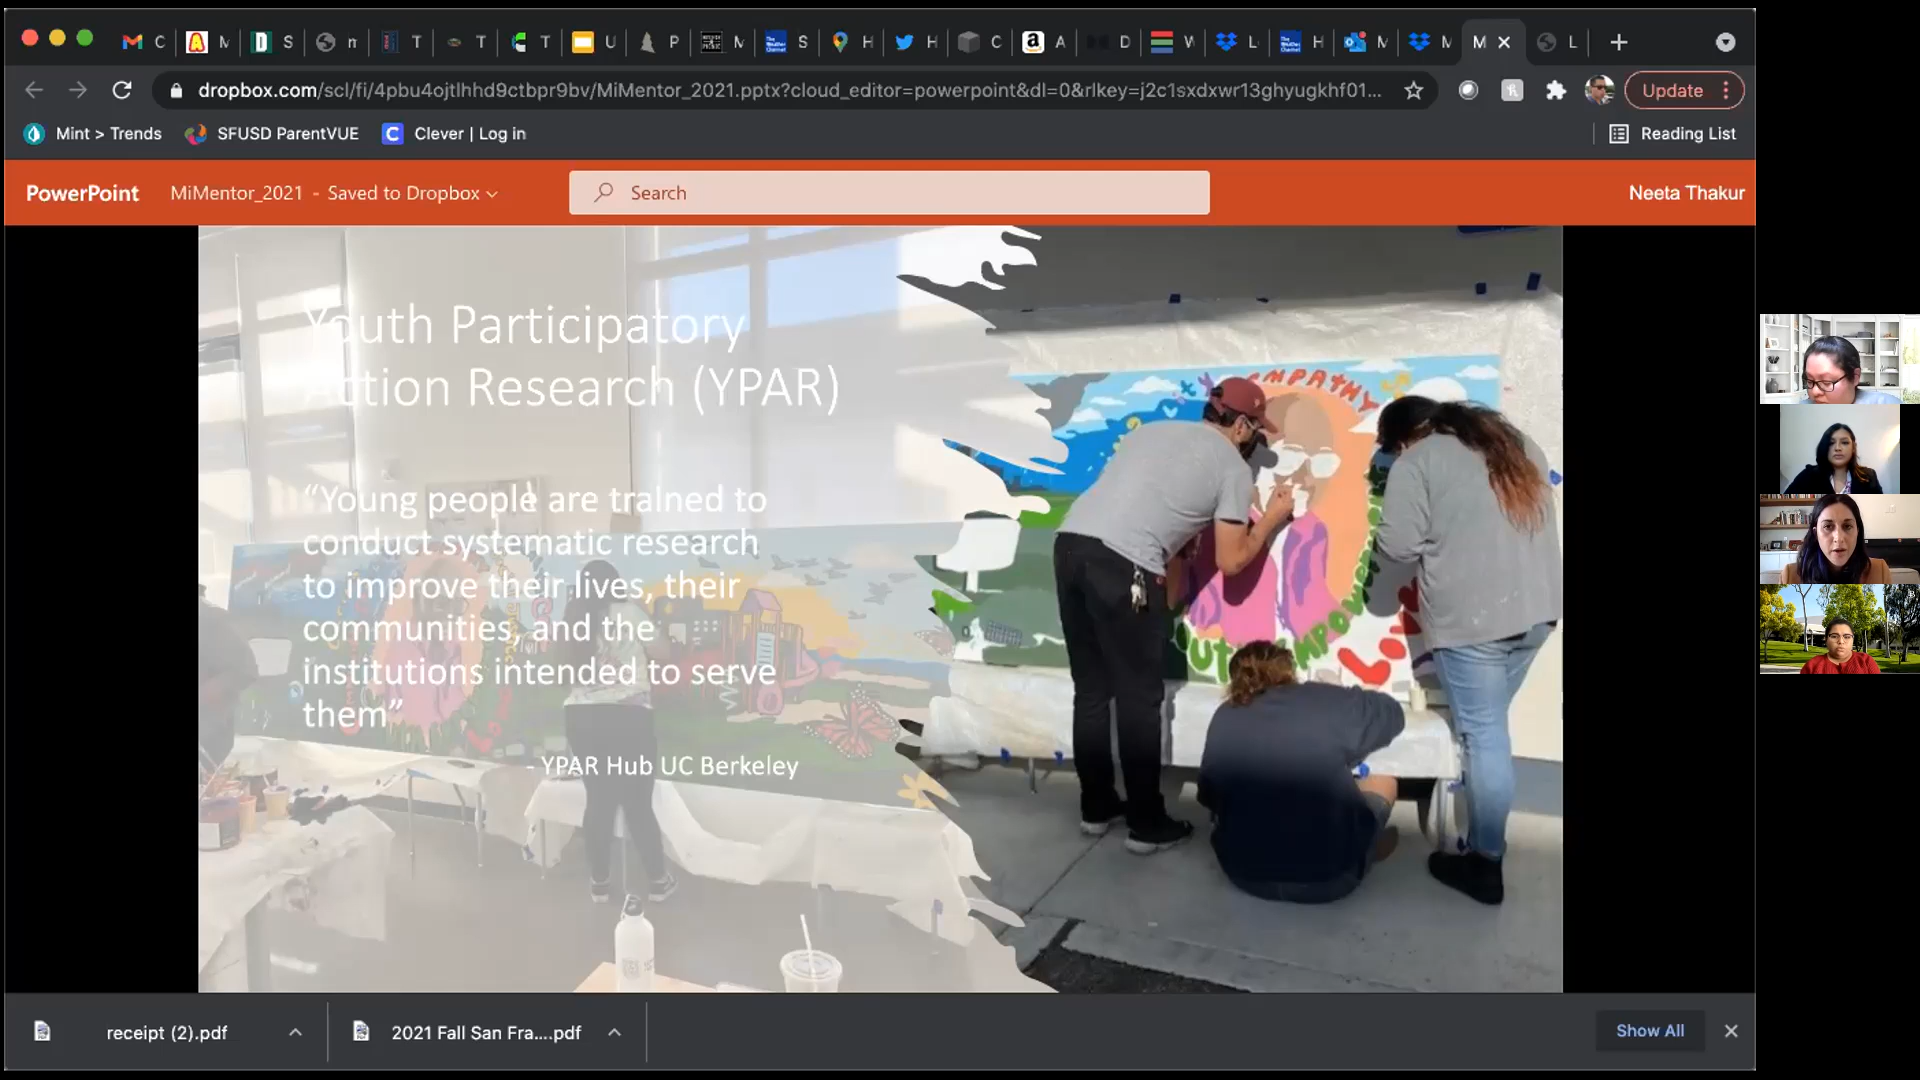 C M S n T T T U P M S H H C A D W L H M M M L
dropbox.com/scl/fi/4pbu4ojtlhhd9ctbpr9bv/MiMentor_2021.pptx?cloud_editor=powerpoint&dl=0&rlkey=j2c1sxdxwr13ghyugkhf01...
Update
Mint > Trends
SFUSD ParentVUE
Clever | Log in
Reading List
PowerPoint
MiMentor_2021 - Saved to Dropbox
Search
Neeta Thakur
Youth Participatory
Action Research (YPAR)
“Young people are trained to
conduct systematic research
to improve their lives, their
communities, and the
institutions intended to serve
them”
- YPAR Hub UC Berkeley
EMPATHY
receipt (2).pdf
2021 Fall San Fra....pdf
Show All